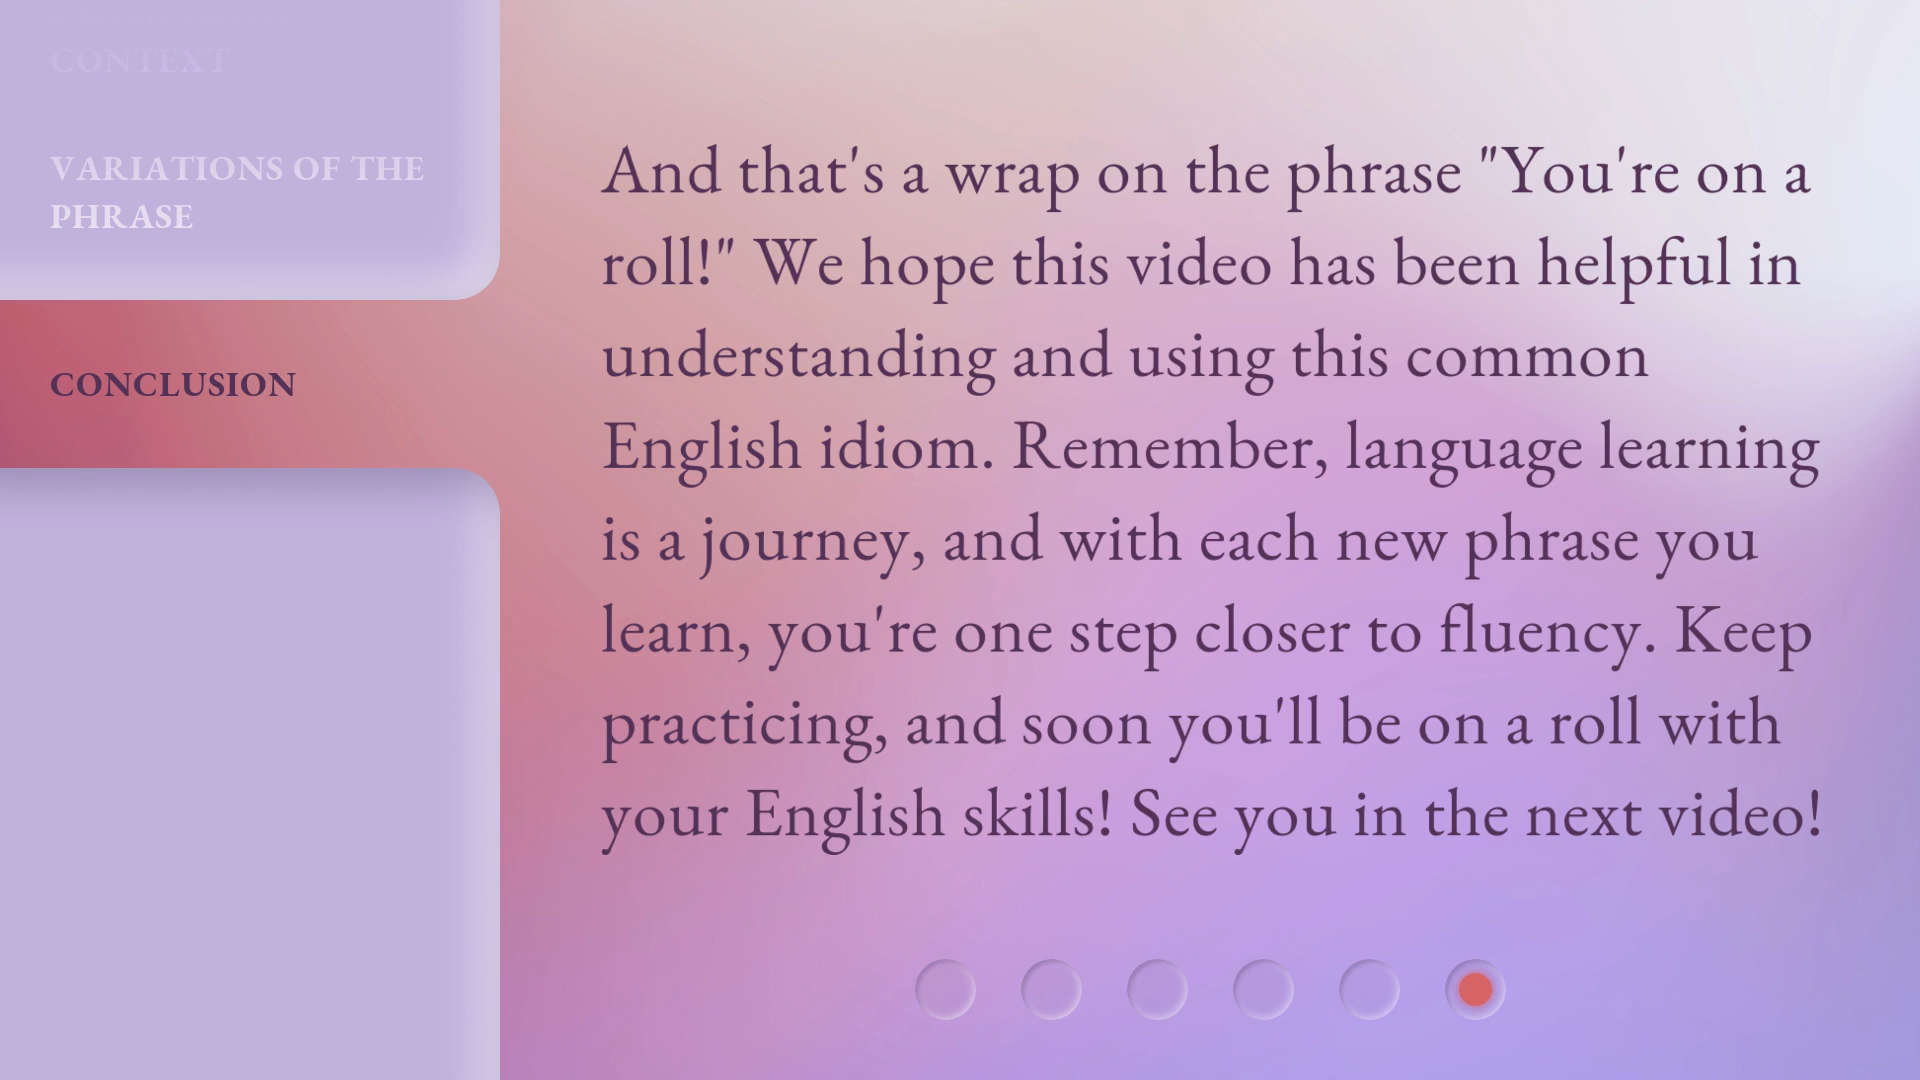 CONTEXT
VARIATIONS OF THE
PHRASE
CONCLUSION
And that's a wrap on the phrase "You're on a
roll!" We hope this video has been helpful in
understanding and using this common
English idiom. Remember, language learning
is a journey, and with each new phrase you
learn, you're one step closer to fluency. Keep
practicing, and soon you'll be on a roll with
your English skills! See you in the next video!